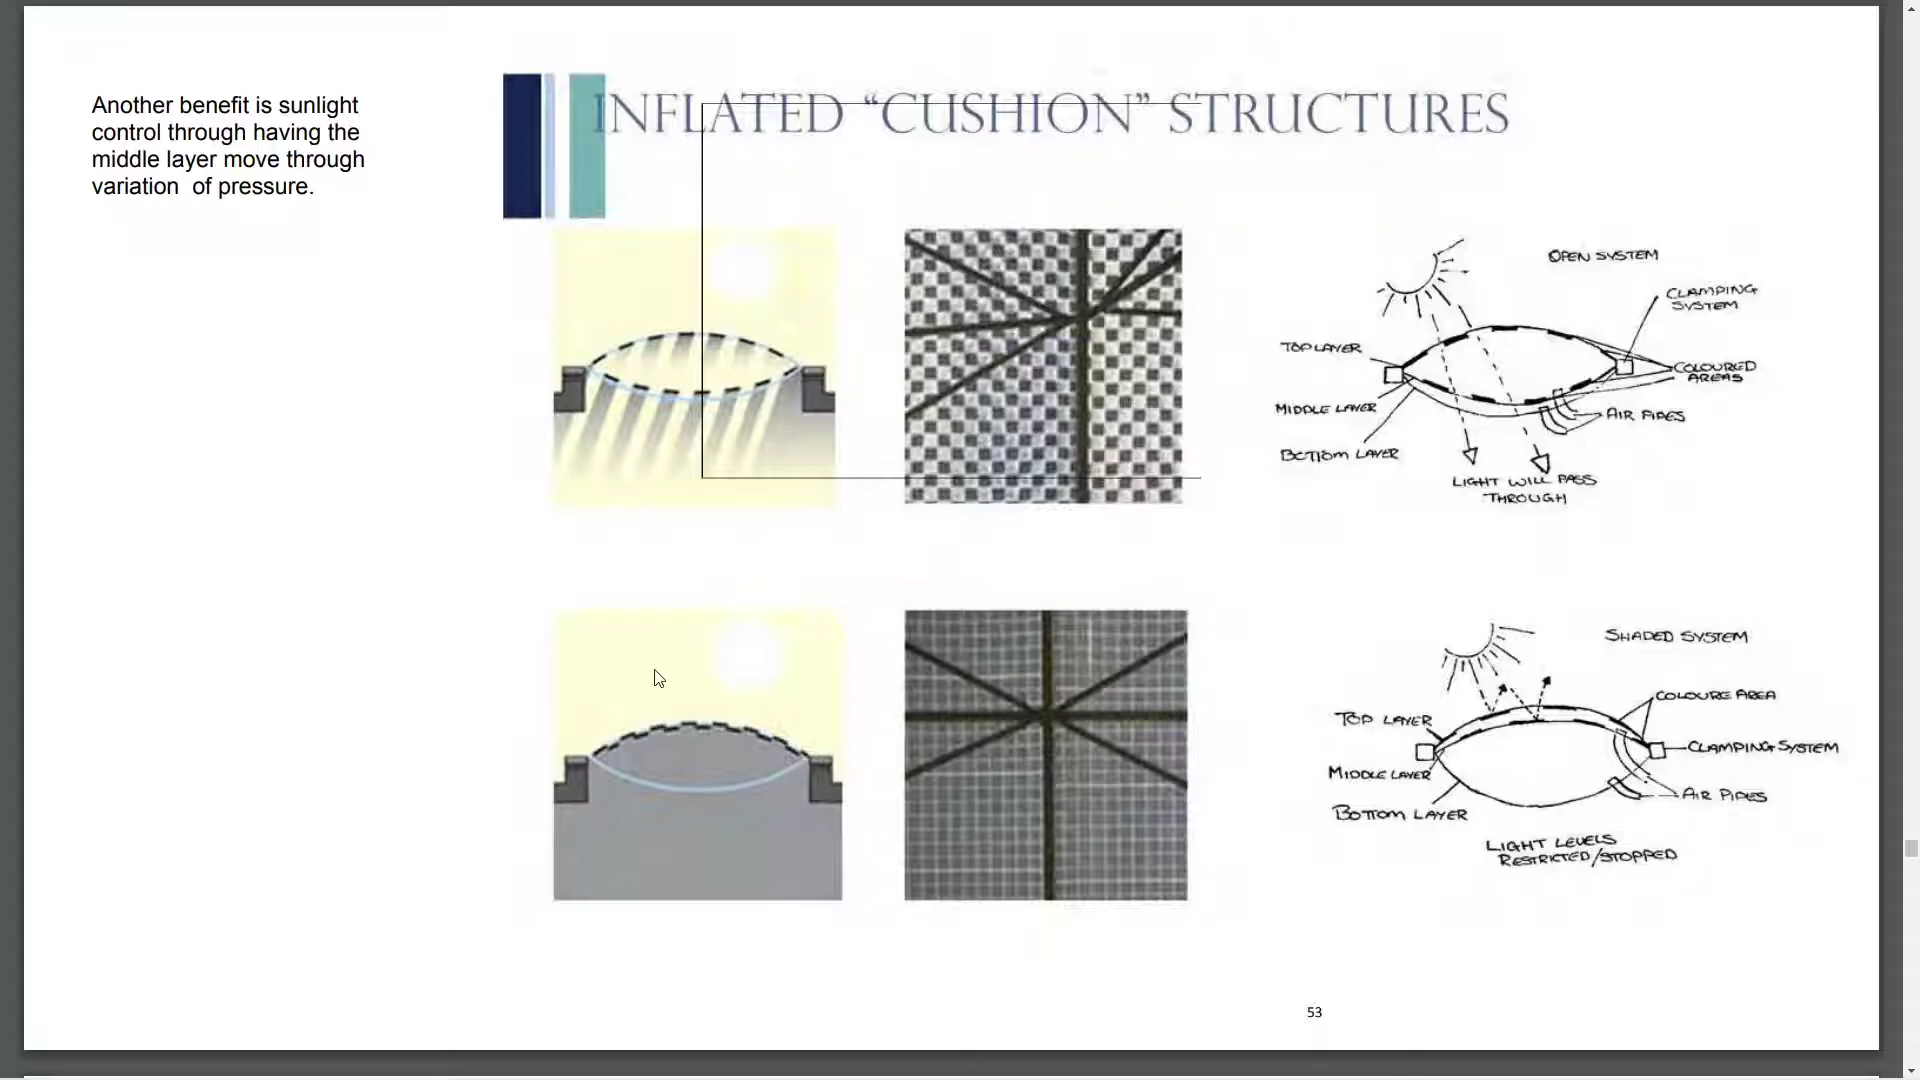 Another benefit is sunlight
control through having the
middle layer move through
variation of pressure.
INFLATED “CUSHION” STRUCTURES
OPEN SYSTEM
CLAMPING
SYSTEM
TOP LAYER
COLOURED
AREAS
MIDDLE LAYER
AIR PIPES
BOTTOM LAYER
LIGHT WILL PASS
THROUGH
SHADED SYSTEM
COLOURE AREA
TOP LAYER
CLAMPING SYSTEM
MIDDLE LAYER
AIR PIPES
BOTTOM LAYER
LIGHT LEVELS
RESTRICTED/STOPPED
53